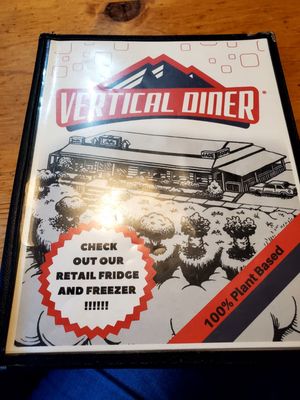 VERTICAL DINER®
CHECK
OUT OUR
RETAIL FRIDGE
AND FREEZER
!!!!!!
100% Plant Based